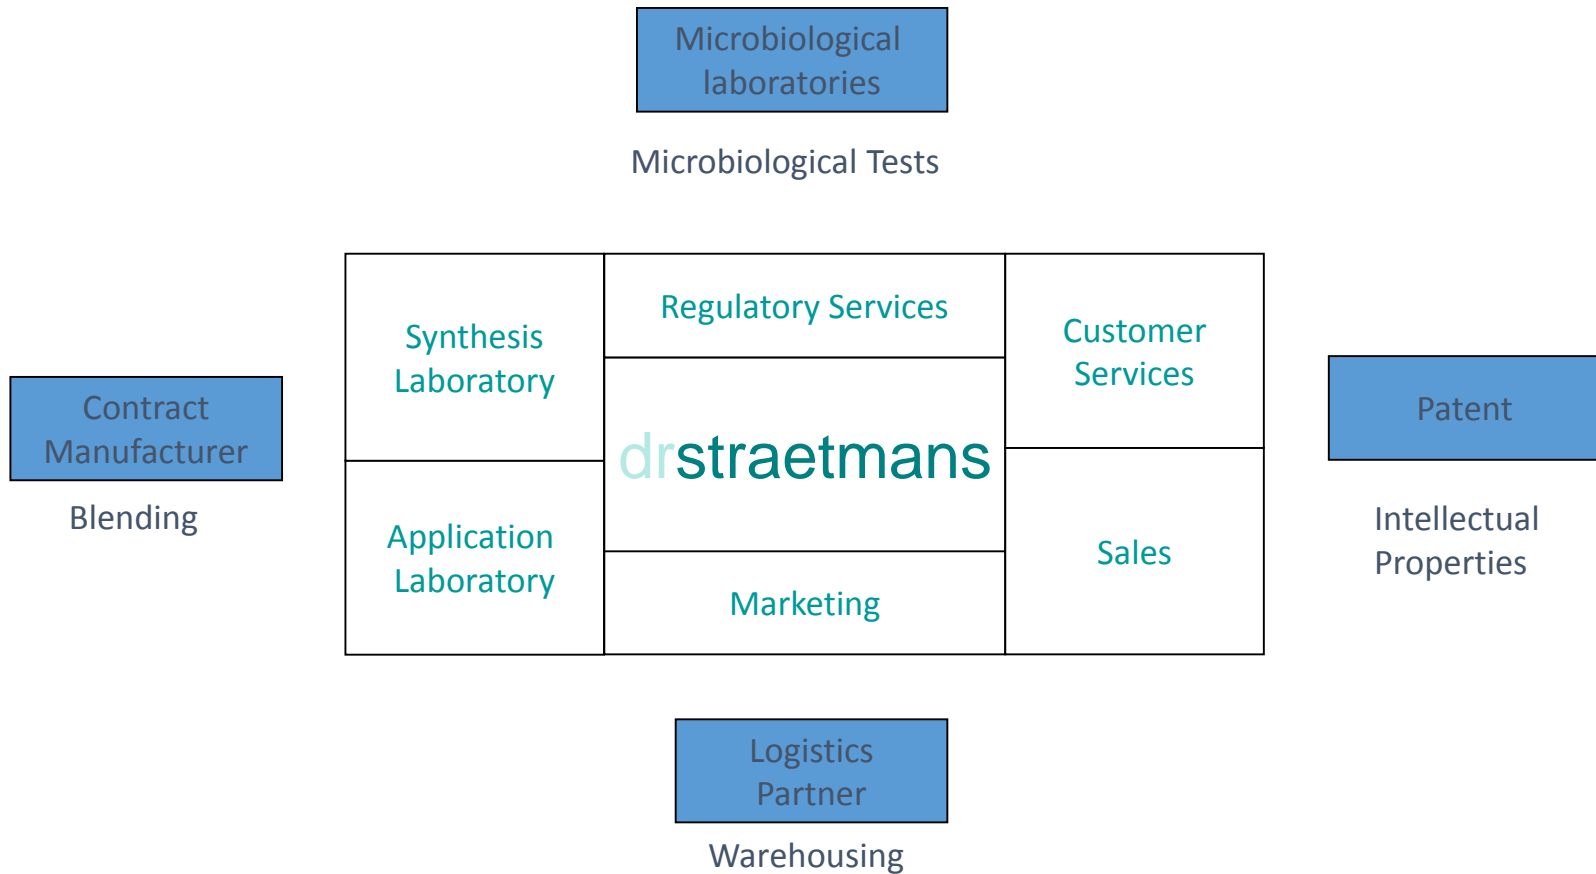 Microbiological
laboratories
Microbiological Tests
Synthesis
Laboratory
Regulatory Services
Customer
Services
Contract
Manufacturer
Blending
drstraetmans
Patent
Intellectual
Properties
Application
Laboratory
Sales
Marketing
Logistics
Partner
Warehousing